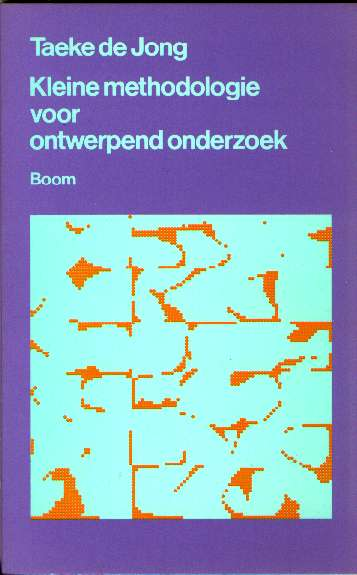 Taeke de Jong
Kleine methodologie
voor
ontwerpend onderzoek
Boom